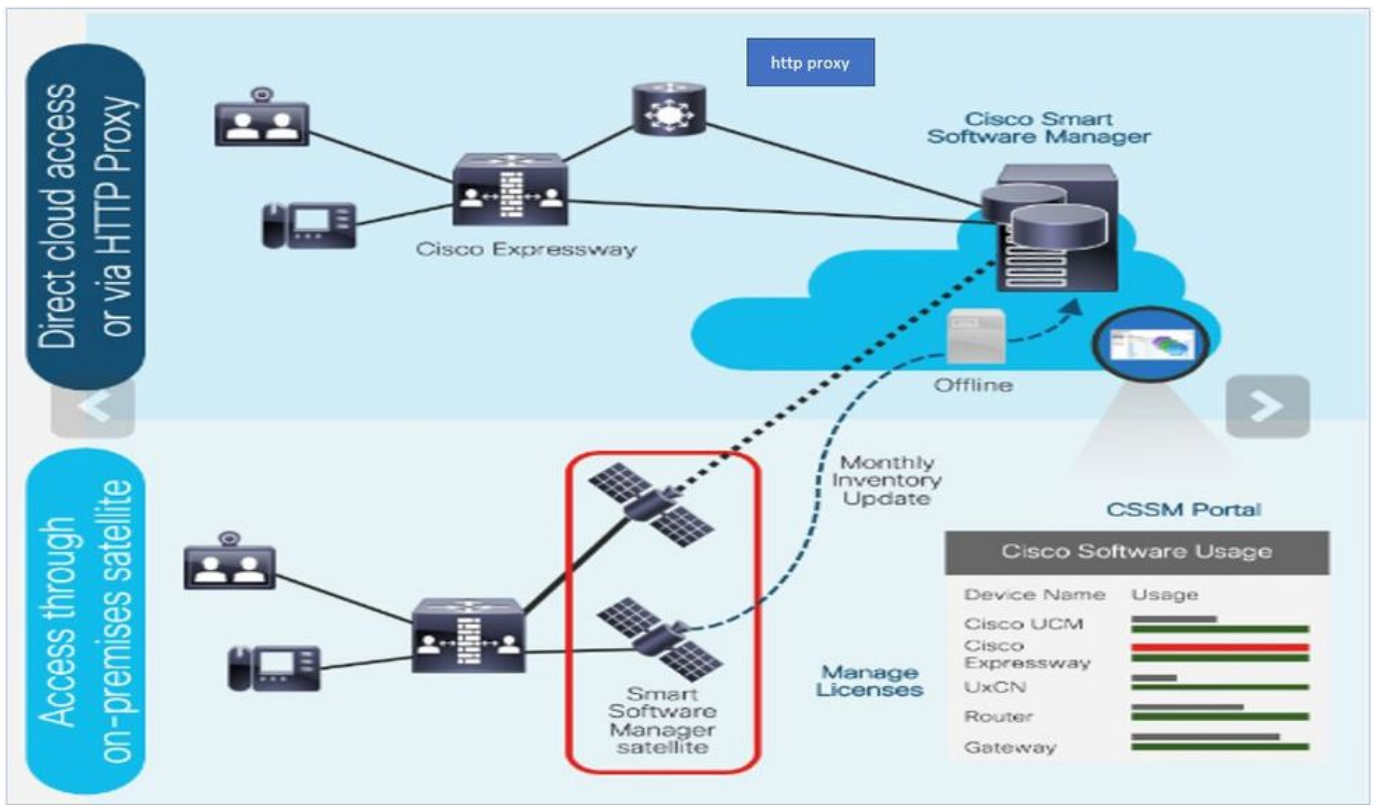 Direct cloud access
or via HTTP Proxy
http proxy
Cisco Smart
Software Manager
Cisco Expressway
Offline
Access through
on-premises satellite
Monthly
Inventory
Update
Smart
Software
Manager
satellite
Manage
Licenses
CSSM Portal
Cisco Software Usage
Device Name Usage
Cisco UCM
Cisco
Expressway
UxCN
Router
Gateway